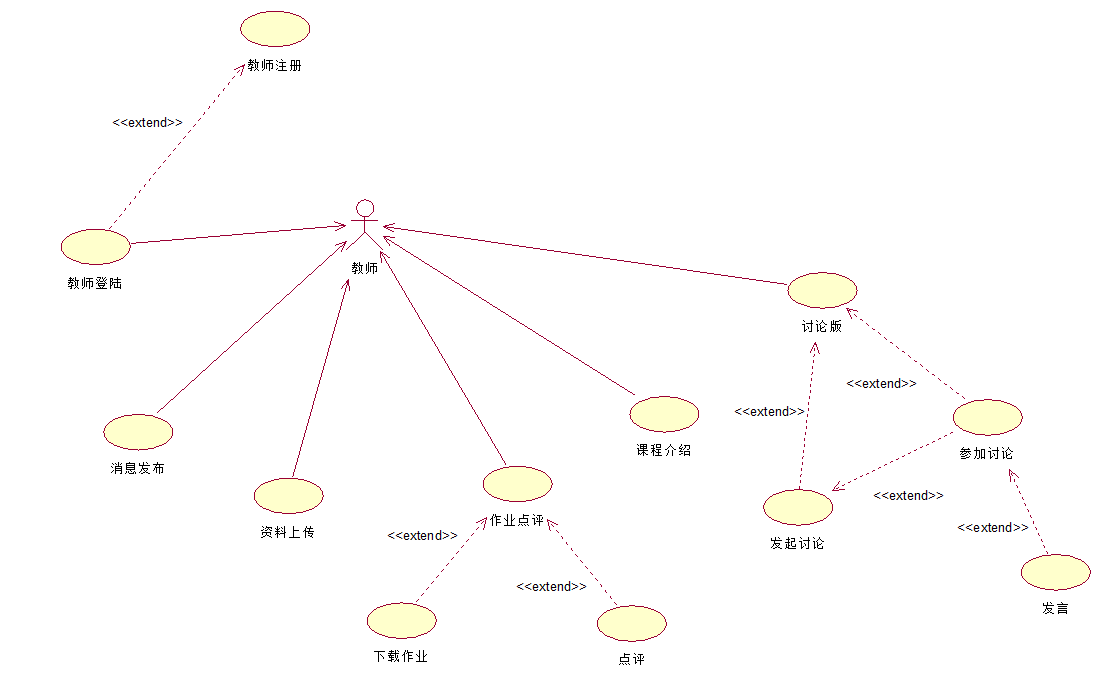 教师注册
<<extend>>
教师登陆
教师
讨论版
<<extend>>
<<extend>>
课程介绍
参加讨论
消息发布
<<extend>>
资料上传
作业点评
<<extend>>
<<extend>>
发起讨论
<<extend>>
发言
下载作业
点评